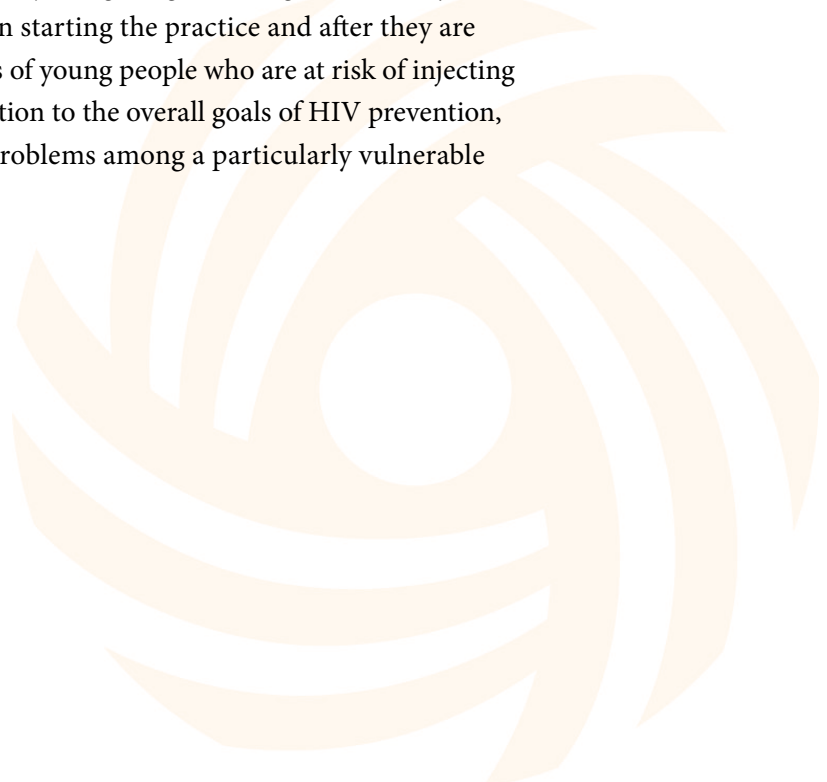 n starting the practice and after they are
s of young people who are at risk of injecting
tion to the overall goals of HIV prevention,
roblems among a particularly vulnerable